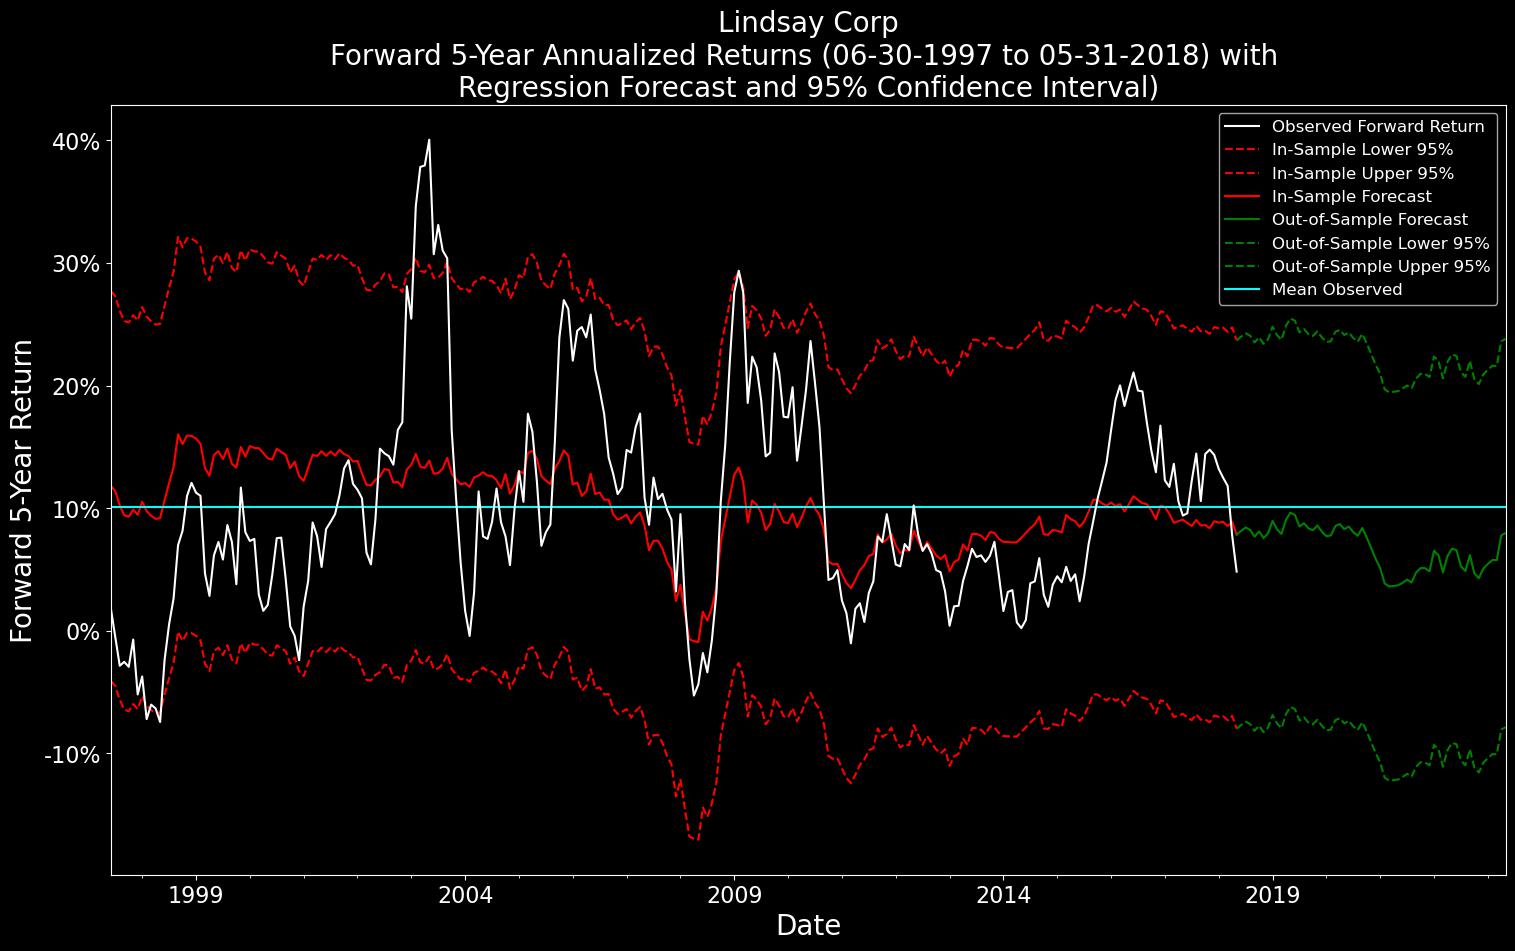 Lindsay Corp
Forward 5-Year Annualized Returns (06-30-1997 to 05-31-2018) with
Regression Forecast and 95% Confidence Interval)
Forward 5-Year Return
40%
30%
20%
10%
0%
-10%
Observed Forward Return
In-Sample Lower 95%
In-Sample Upper 95%
In-Sample Forecast
Out-of-Sample Forecast
Out-of-Sample Lower 95%
Out-of-Sample Upper 95%
Mean Observed
1999
2004
2009
2014
2019
Date